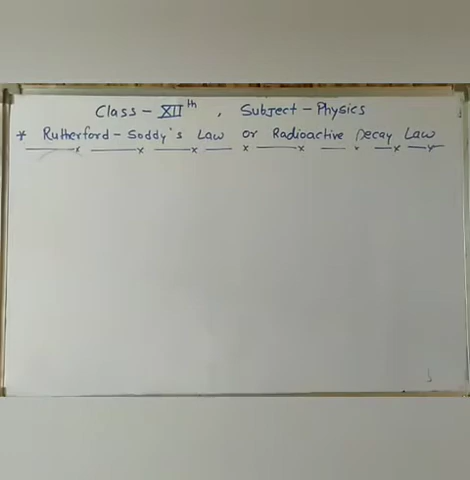 Class - XIIth, Subject - Physics
* Rutherford - Soddy's Law or Radioactive Decay Law